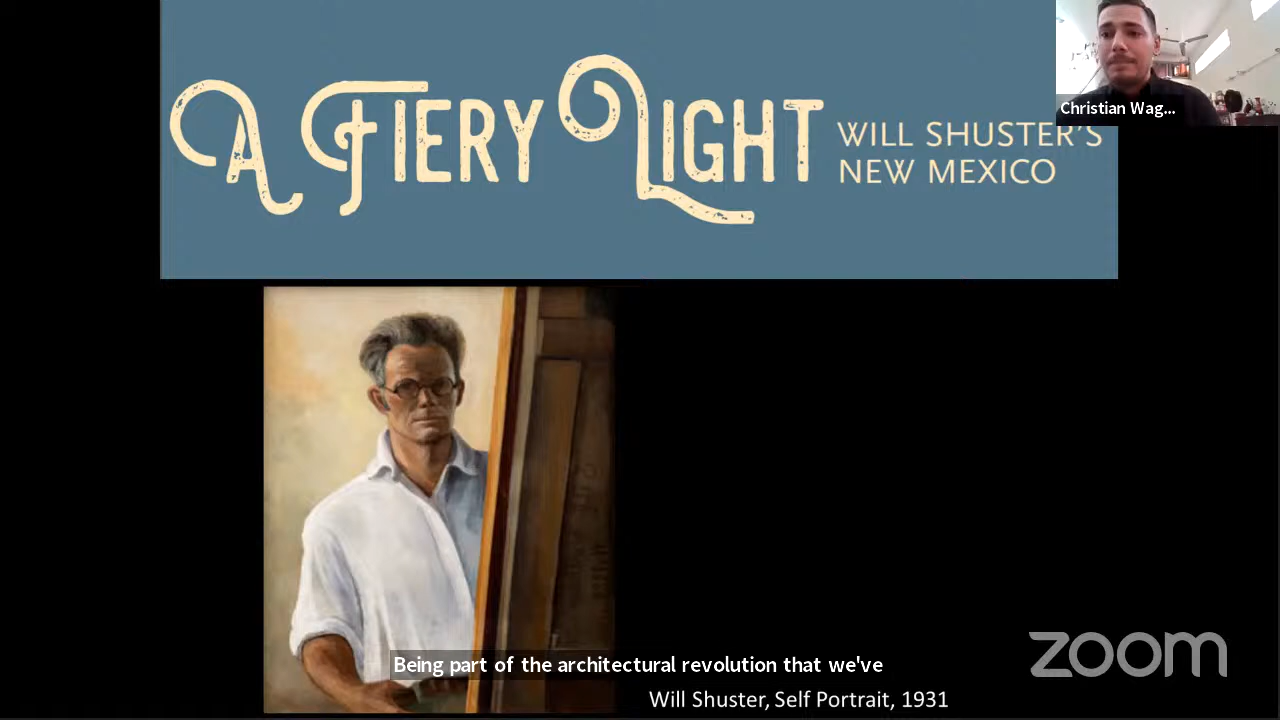 A FIERY LIGHT
WILL SHUSTER'S
NEW MEXICO
Christian Wag...
Being part of the architectural revolution that we've
zoom
Will Shuster, Self Portrait, 1931